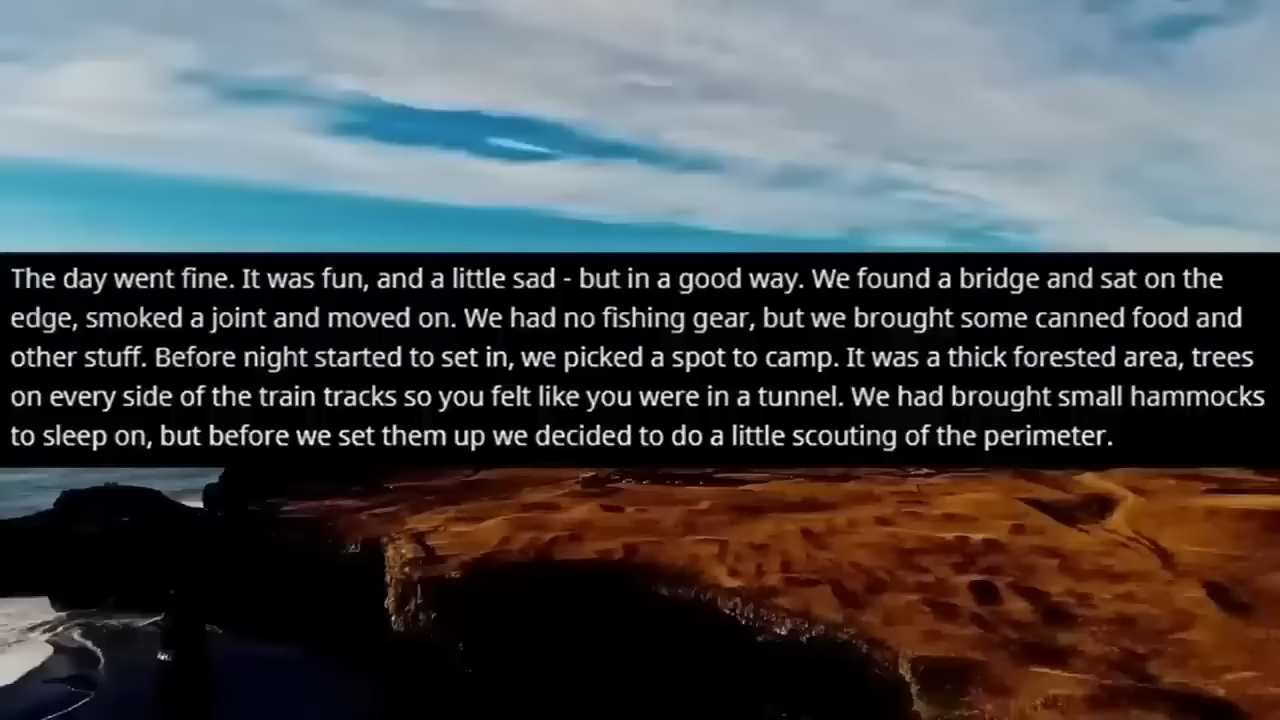 The day went fine. It was fun, and a little sad - but in a good way. We found a bridge and sat on the
edge, smoked a joint and moved on. We had no fishing gear, but we brought some canned food and
other stuff. Before night started to set in, we picked a spot to camp. It was a thick forested area, trees
on every side of the train tracks so you felt like you were in a tunnel. We had brought small hammocks
to sleep on, but before we set them up we decided to do a little scouting of the perimeter.